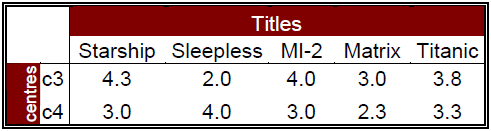 Titles
Starship Sleepless MI-2 Matrix Titanic
centres
c3 4.3 2.0 4.0 3.0 3.8
c4 3.0 4.0 3.0 2.3 3.3